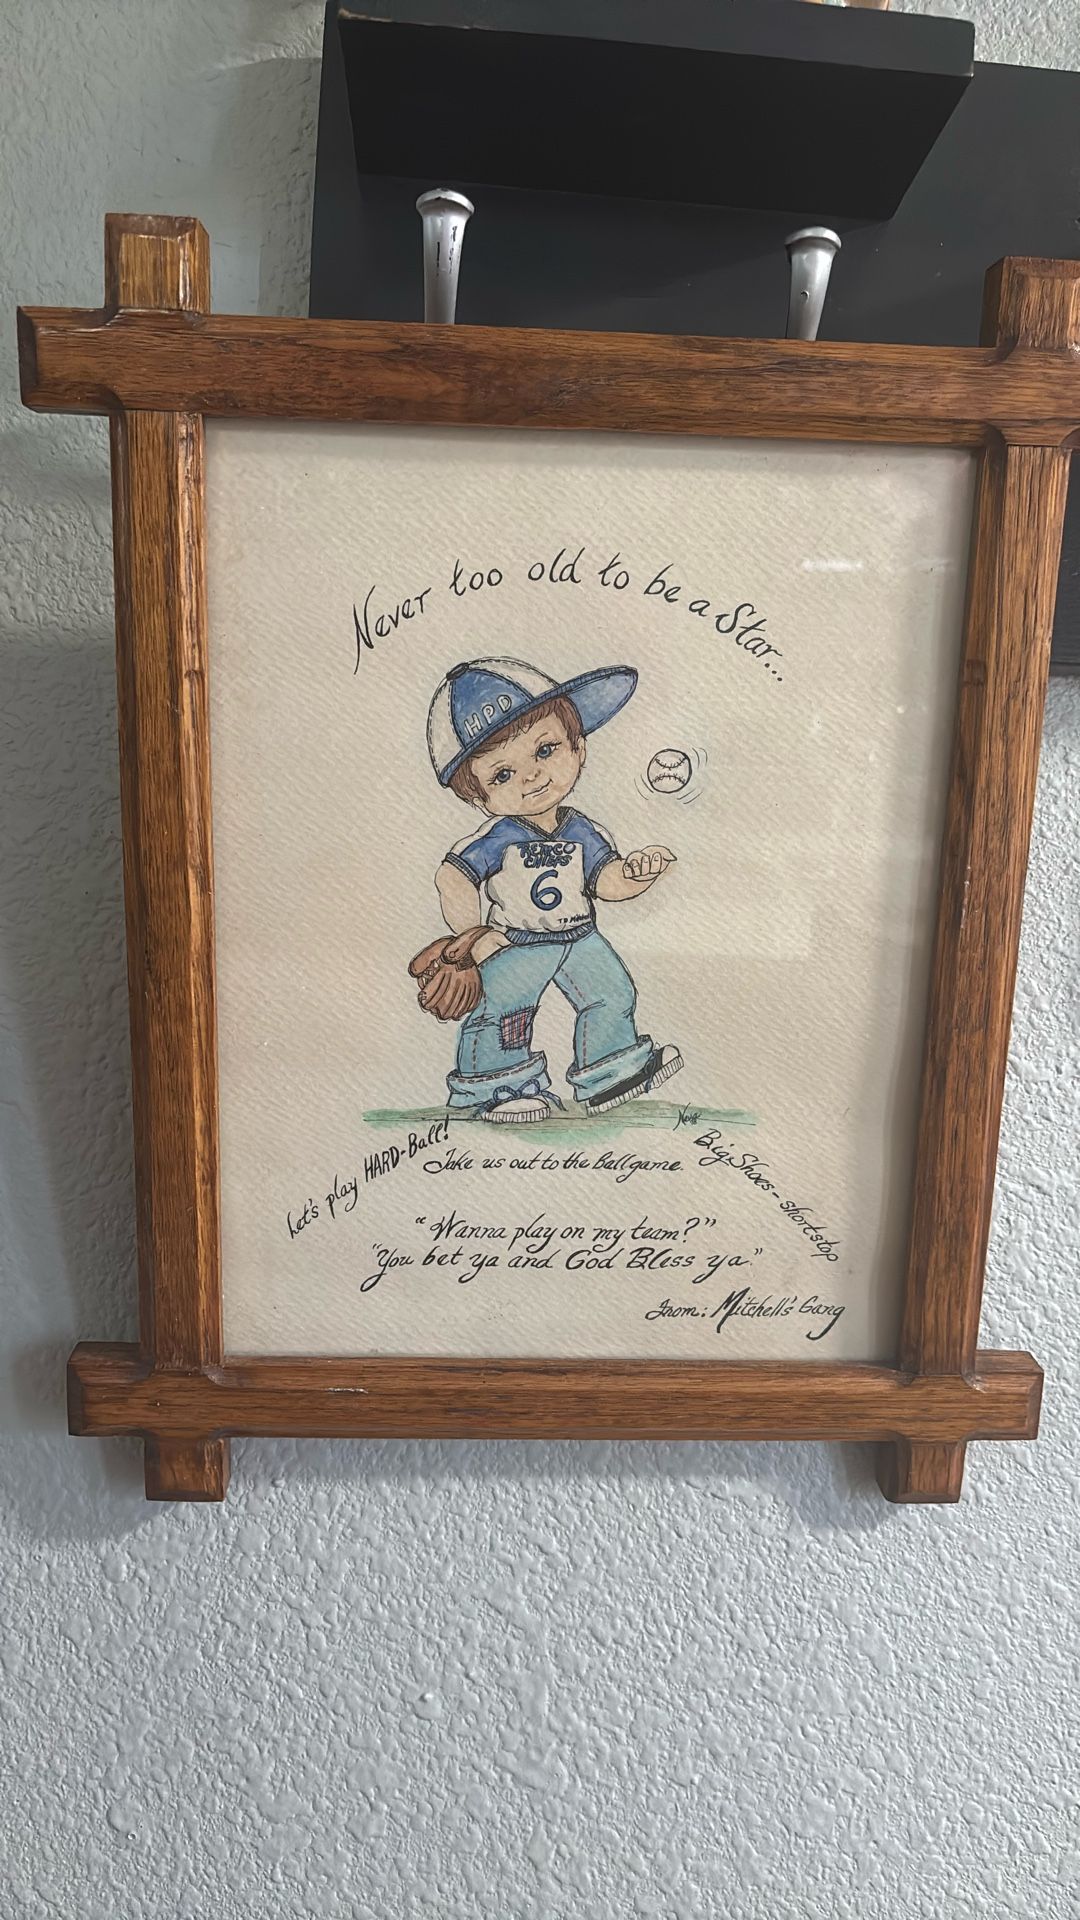 Never too old to be a Star...
HPD
CHIEFS
6
Let's play HARD-Ball!
Take us out to the Ballgame.
Big Shoes - shortstop
"Wanna play on my team?"
"You bet ya and God Bless ya."
From: Mitchell's Gang